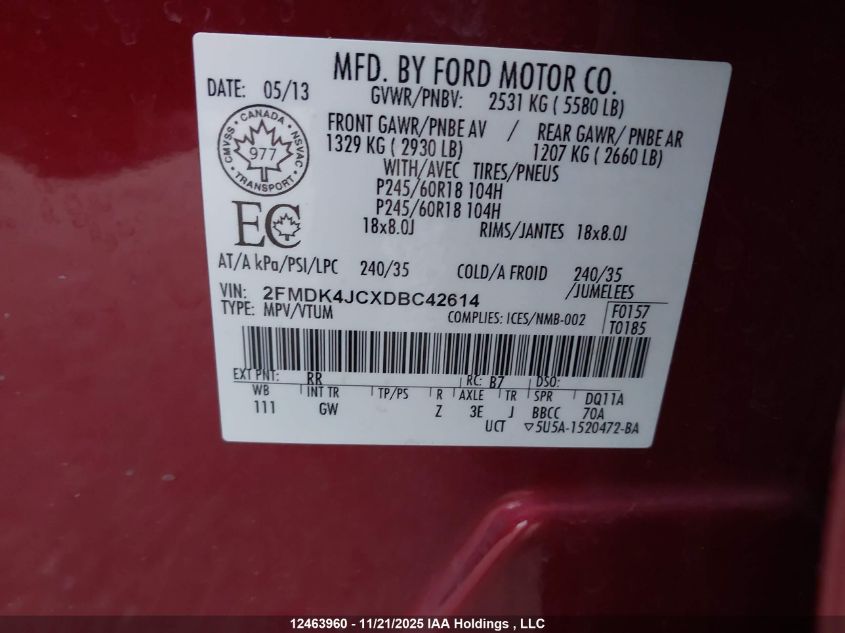 MFD. BY FORD MOTOR CO.
DATE: 05/13
GVWR/PNBV: 2531 KG ( 5580 LB)
FRONT GAWR/PNBE AV / REAR GAWR/ PNBE AR
1329 KG ( 2930 LB) 1207 KG ( 2660 LB)
WITH/AVEC TIRES/PNEUS
P245/60R18 104H
P245/60R18 104H
18x8.0J RIMS/JANTES 18x8.0J
CANADA
CMVSS 977 NSVAC
TRANSPORT
EC
AT/A kPa/PSI/LPC 240/35 COLD/A FROID 240/35
/JUMELEES
VIN: 2FMDK4JCXDBC42614
TYPE: MPV/VTUM COMPLIES: ICES/NMB-002
F0157
T0185
EXT PNT: RR RC: B7 DSO:
WB INT TR TP/PS R AXLE TR SPR DQ11A
111 GW Z 3E J BBCC 70A
UCT ▽5U5A-1520472-BA
12463960 - 11/21/2025 IAA Holdings , LLC